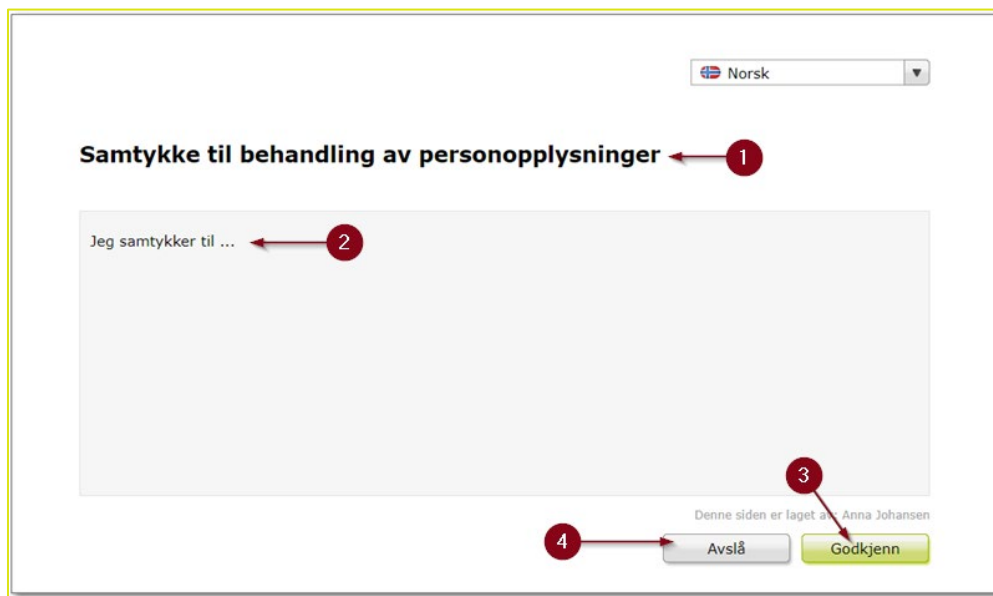 Norsk
Samtykke til behandling av personopplysninger
1
Jeg samtykker til ...
2
3
Denne siden er laget av: Anna Johansen
4
Avslå
Godkjenn